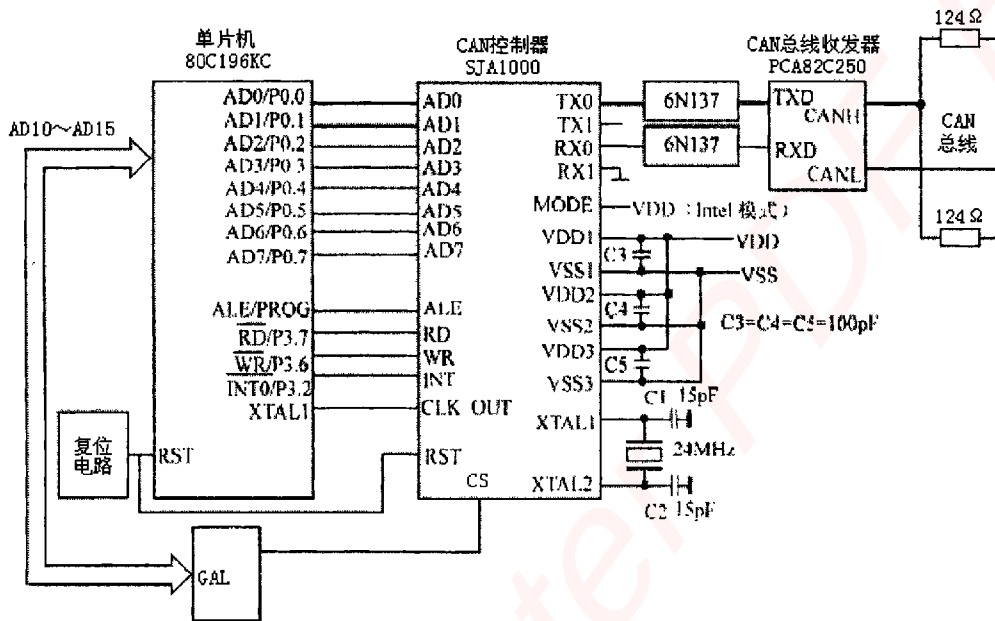 单片机
80C196KC
AD0/P0.0
AD1/P0.1
AD2/P0.2
AD3/P0.3
AD4/P0.4
AD5/P0.5
AD6/P0.6
AD7/P0.7
ALE/PROG
RD/P3.7
WR/P3.6
INT0/P3.2
XTAL1
RST
AD10～AD15
复位
电路
GAL
CAN控制器
SJA1000
AD0
AD1
AD2
AD3
AD4
AD5
AD6
AD7
ALE
RD
WR
INT
CLK OUT
RST
CS
TX0
TX1
RX0
RX1
MODE
VDD1
VSS1
VDD2
VSS2
VDD3
VSS3
XTAL1
XTAL2
6N137
6N137
VDD（Intel 模式）
C3
VDD
VSS
C4
C5
C3=C4=C5=100pF
C1 15pF
24MHz
C2 15pF
CAN总线收发器
PCA82C250
TXD
CANH
RXD
CANL
124Ω
CAN
总线
124Ω